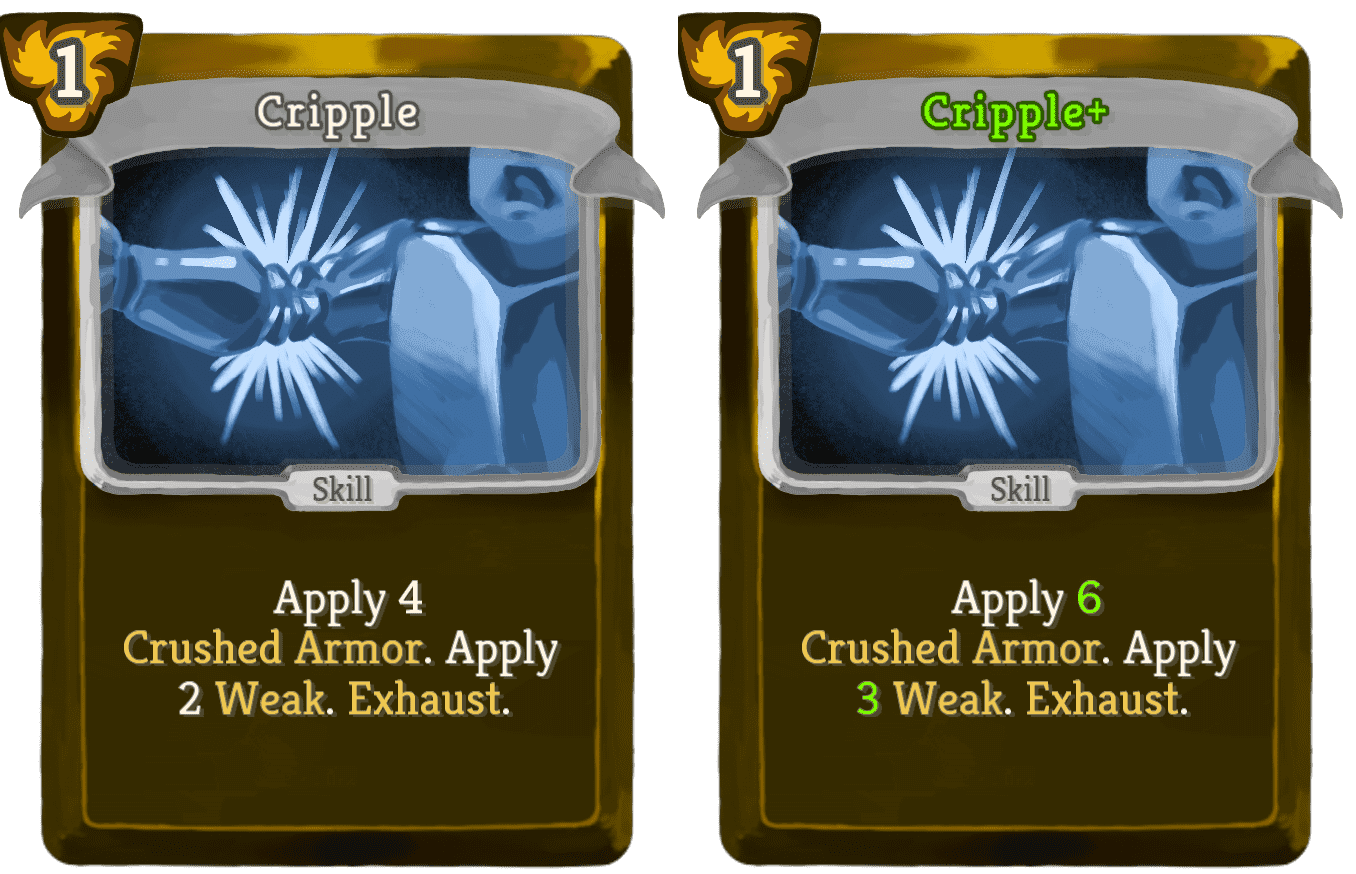 1
Cripple
Skill
Apply 4
Crushed Armor. Apply
2 Weak. Exhaust.
1
Cripple+
Skill
Apply 6
Crushed Armor. Apply
3 Weak. Exhaust.